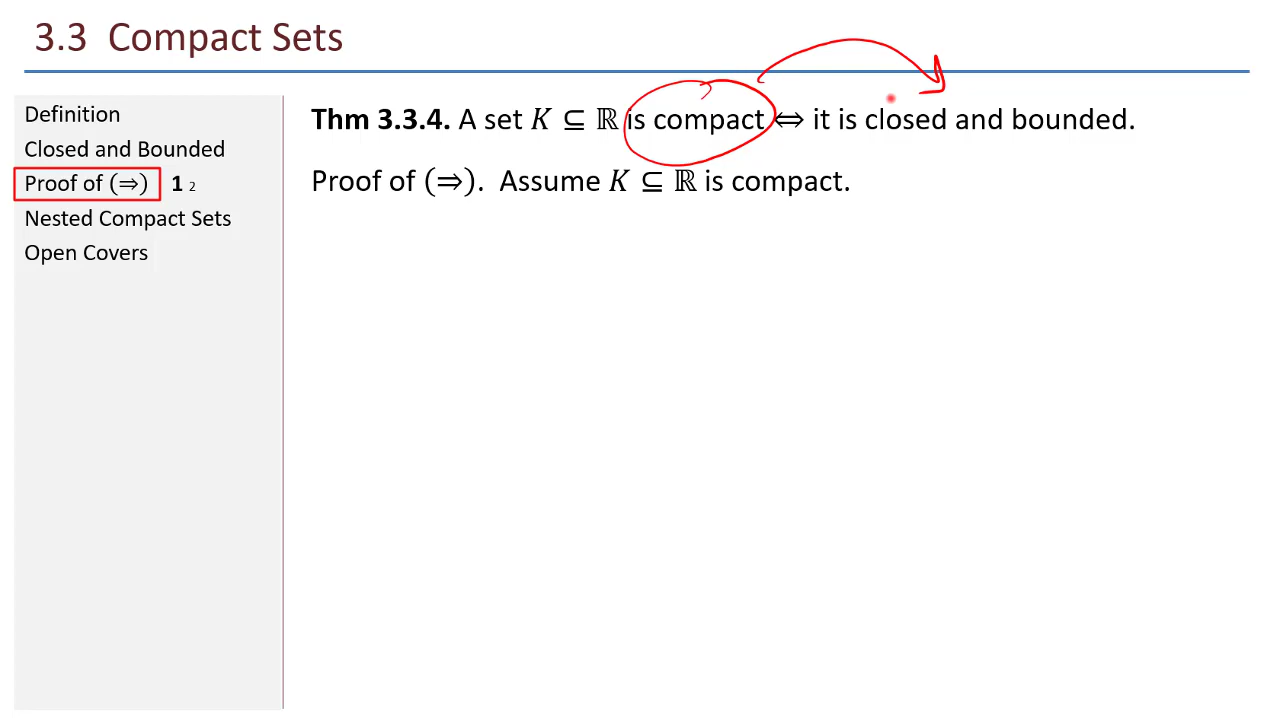 3.3 Compact Sets
Definition
Closed and Bounded
Proof of (⇒) 1 2
Nested Compact Sets
Open Covers
Thm 3.3.4. A set K ⊆ ℝ is compact ⇔ it is closed and bounded.
Proof of (⇒). Assume K ⊆ ℝ is compact.